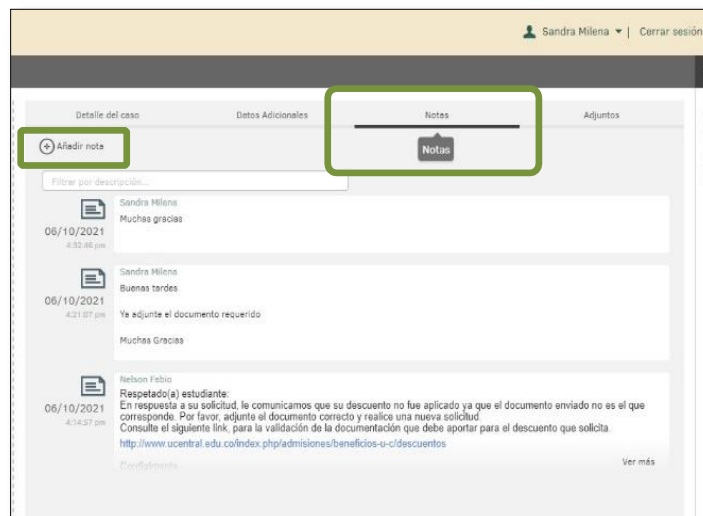 Sandra Milena ▼ | Cerrar sesión
Detalle del caso Datos Adicionales Notas Adjuntos
Añadir nota
Notas
Filtrar por descripción...
Sandra Milena
Muchas gracias
06/10/2021
4:32:46 pm
Sandra Milena
Buenas tardes
06/10/2021
4:21:07 pm
Ya adjunte el documento requerido
Muchas Gracias
Nelson Fabio
Respetado(a) estudiante:
En respuesta a su solicitud, le comunicamos que su descuento no fue aplicado ya que el documento enviado no es el que
06/10/2021
corresponde. Por favor, adjunte el documento correcto y realice una nueva solicitud.
4:14:57 pm
Consulte el siguiente link, para la validación de la documentación que debe aportar para el descuento que solicita.
http://www.ucentral.edu.co/index.php/admisiones/beneficios-u-c/descuentos
Cordialmente
Ver más